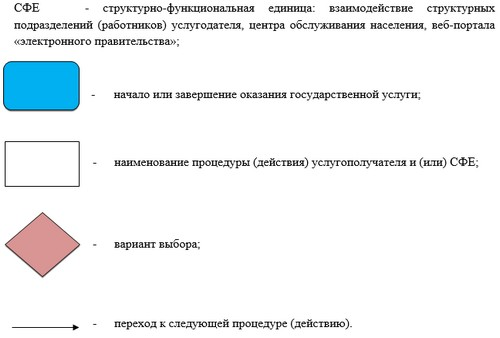 СФЕ - структурно-функциональная единица: взаимодействие структурных
подразделений (работников) услугодателя, центра обслуживания населения, веб-портала
«электронного правительства»;
- начало или завершение оказания государственной услуги;
- наименование процедуры (действия) услугополучателя и (или) СФЕ;
- вариант выбора;
- переход к следующей процедуре (действию).